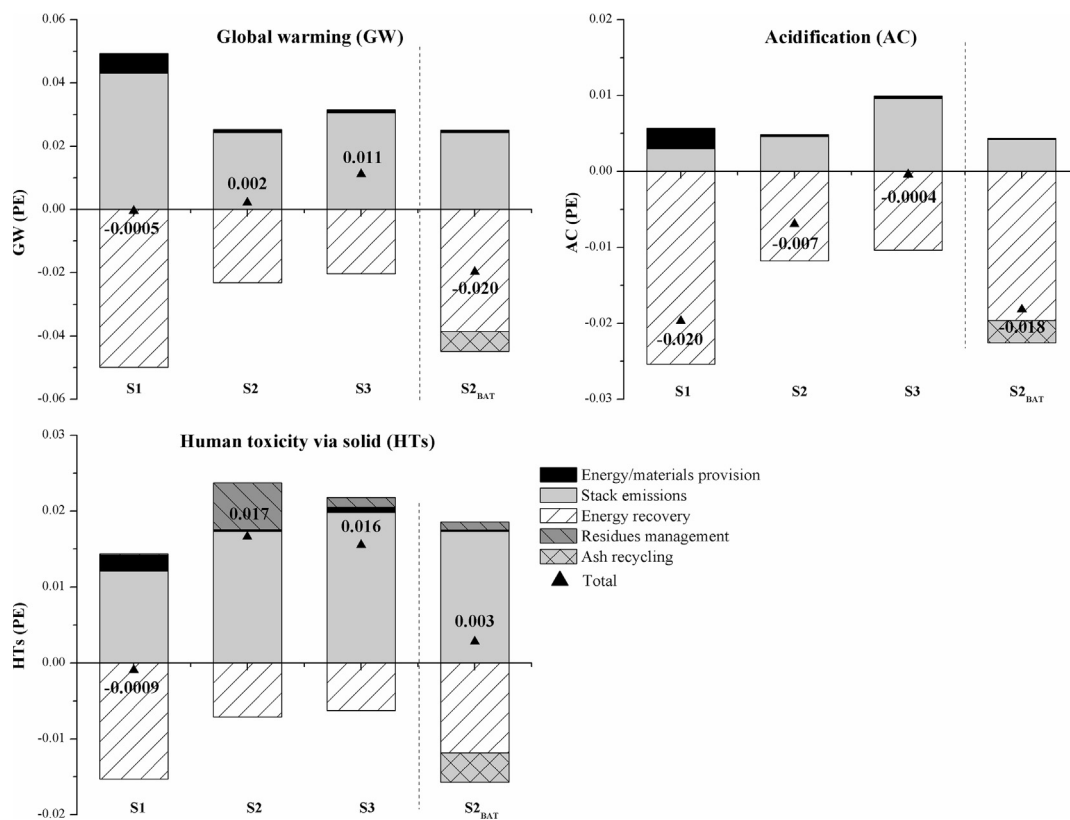 Global warming (GW)
GW (PE)
0.06
0.04
0.02
0.00
-0.02
-0.04
-0.06
-0.0005
0.002
0.011
-0.020
S1
S2
S3
S2BAT
Acidification (AC)
AC (PE)
0.02
0.01
0.00
-0.01
-0.02
-0.03
-0.020
-0.007
-0.0004
-0.018
S1
S2
S3
S2BAT
Human toxicity via solid (HTs)
HTs (PE)
0.03
0.02
0.01
0.00
-0.01
-0.02
-0.0009
0.017
0.016
0.003
S1
S2
S3
S2BAT
Energy/materials provision
Stack emissions
Energy recovery
Residues management
Ash recycling
Total